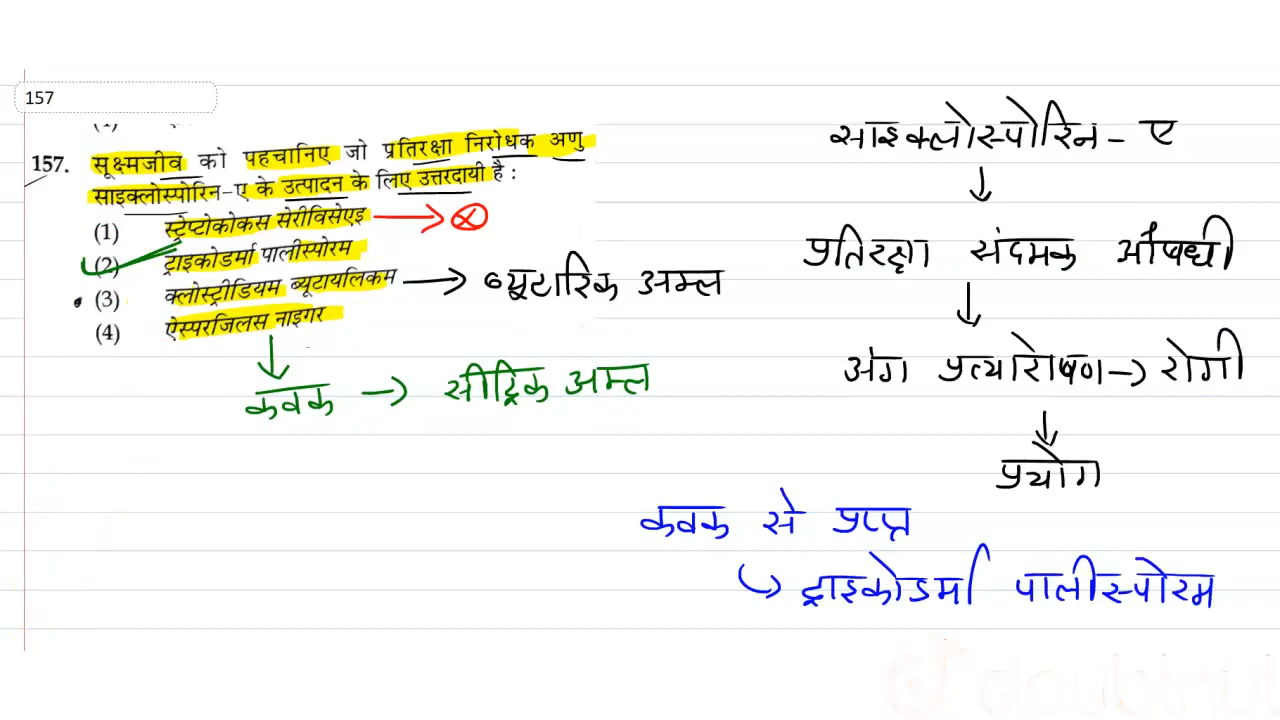 157
157. सूक्ष्मजीव को पहचानिए जो प्रतिरक्षा निरोधक अणु
साइक्लोस्पोरिन-ए के उत्पादन के लिए उत्तरदायी है :
(1) स्ट्रेप्टोकोकस सेरीविसेएइ
(2) ट्राइकोडर्मा पालीस्पोरम
(3) क्लोस्ट्रीडियम ब्यूटायलिकम → ब्यूटारिक अम्ल
(4) ऐस्परजिलस नाइगर
कवक → सीट्रिक अम्ल
साइक्लोस्पोरिन - ए
प्रतिरक्षा संदमक औषधी
अंग प्रत्यारोपण → रोगी
प्रयोग
कवक से प्राप्त
ट्राइकोडर्मा पालीस्पोरम
doubtnut